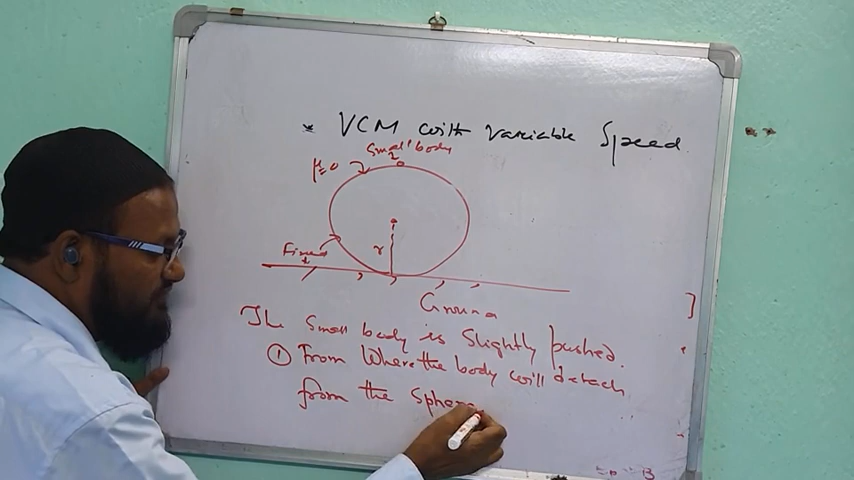 * VCM with variable Speed
Small body
μ=0
Fixed
r
The Small body is Slightly pushed.
① From Where the body will detach
from the Sphere